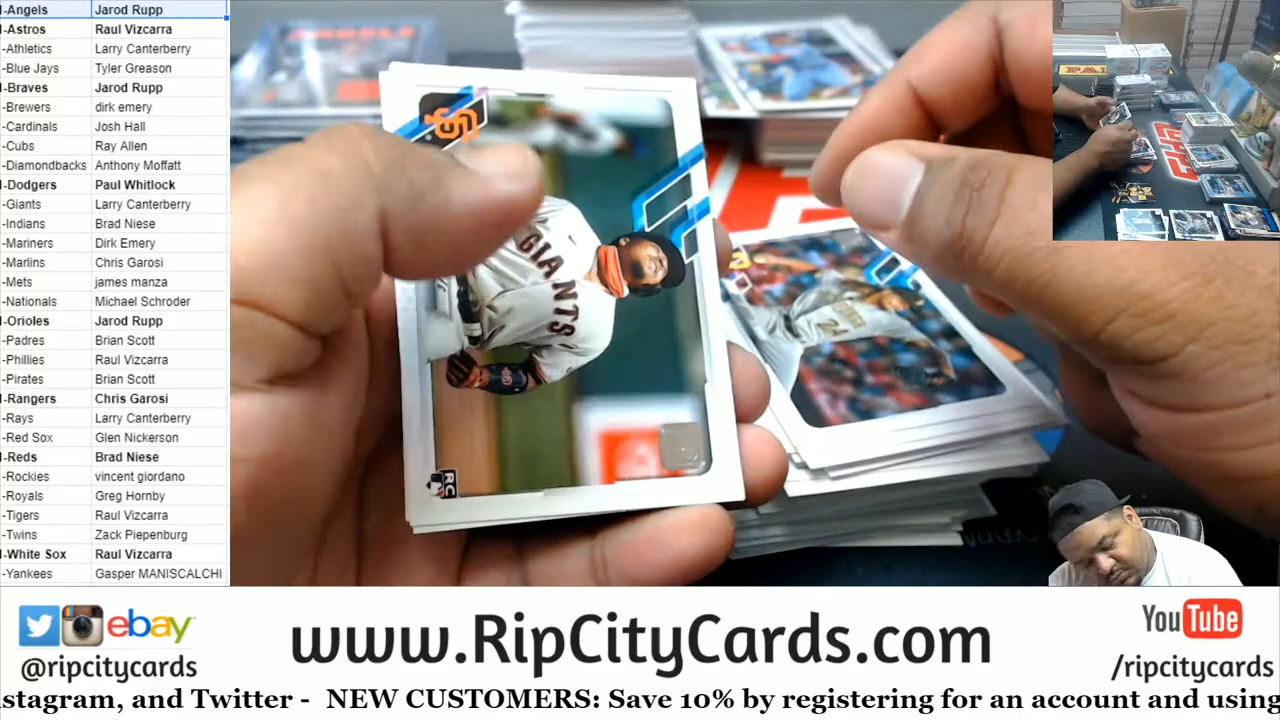 -Angels Jarod Rupp
-Astros Raul Vizcarra
-Athletics Larry Canterberry
-Blue Jays Tyler Greason
-Braves Jarod Rupp
-Brewers dirk emery
-Cardinals Josh Hall
-Cubs Ray Allen
-Diamondbacks Anthony Moffatt
-Dodgers Paul Whitlock
-Giants Larry Canterberry
-Indians Brad Niese
-Mariners Dirk Emery
-Marlins Chris Garosi
-Mets james manza
-Nationals Michael Schroder
-Orioles Jarod Rupp
-Padres Brian Scott
-Phillies Raul Vizcarra
-Pirates Brian Scott
-Rangers Chris Garosi
-Rays Larry Canterberry
-Red Sox Glen Nickerson
-Reds Brad Niese
-Rockies vincent giordano
-Royals Greg Hornby
-Tigers Raul Vizcarra
-Twins Zack Piepenburg
-White Sox Raul Vizcarra
-Yankees Gasper MANISCALCHI
ANGELS
SF
GIANTS
RC
ebay
@ripcitycards
www.RipCityCards.com
YouTube
/ripcitycards
nstagram, and Twitter - NEW CUSTOMERS: Save 10% by registering for an account and using